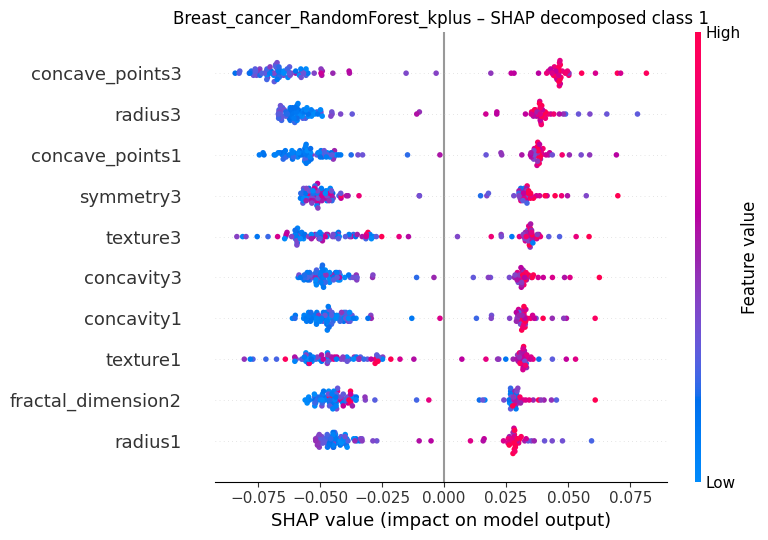 Breast_cancer_RandomForest_kplus – SHAP decomposed class 1
High
concave_points3
radius3
concave_points1
symmetry3
texture3
concavity3
concavity1
texture1
fractal_dimension2
radius1
Feature value
Low
−0.075 −0.050 −0.025 0.000 0.025 0.050 0.075
SHAP value (impact on model output)